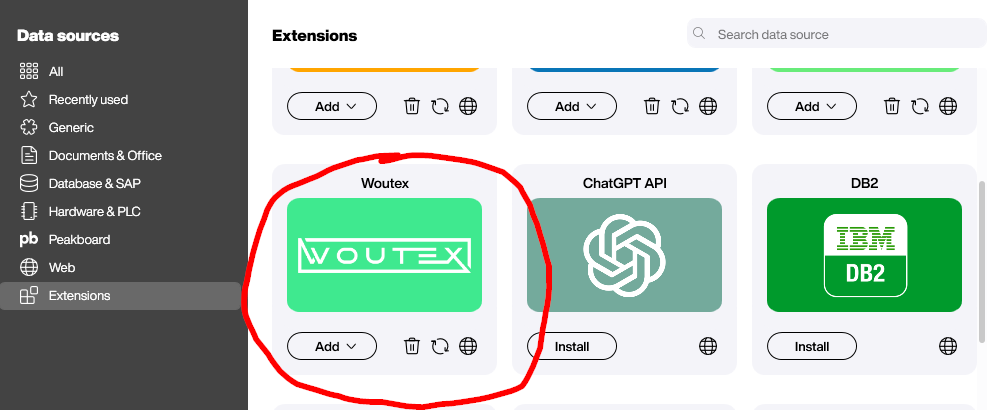 Data sources
All
Recently used
Generic
Documents & Office
Database & SAP
Hardware & PLC
pb Peakboard
Web
Extensions
Extensions
Search data source
Add Add Add
Woutex ChatGPT API DB2
WOUTEX
IBM
DB2
Add Install Install